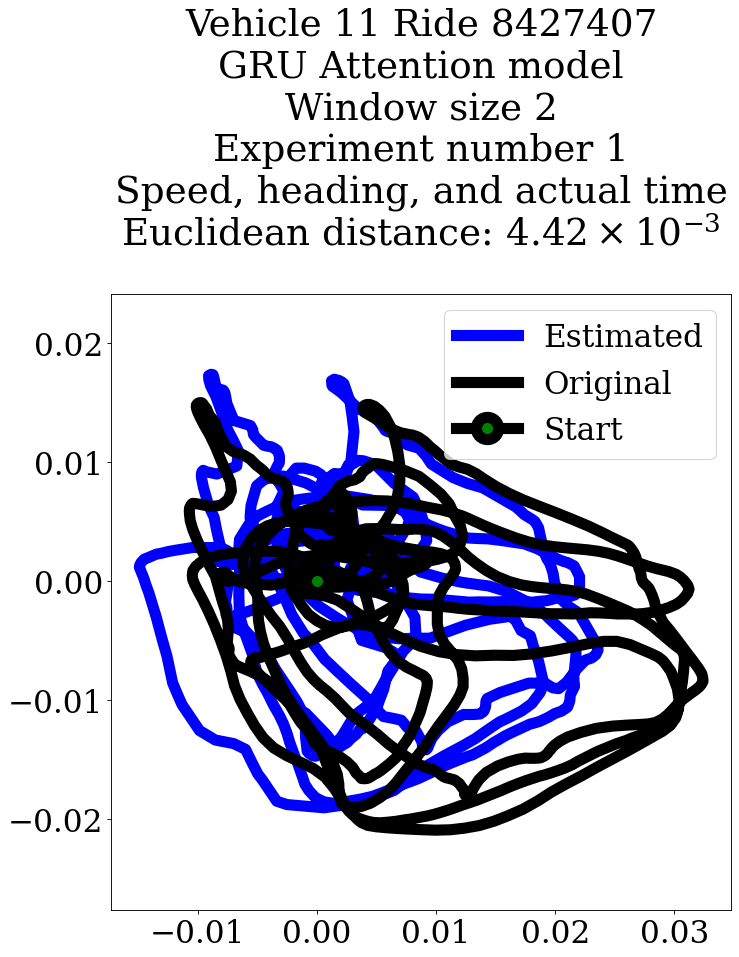 Vehicle 11 Ride 8427407
GRU Attention model
Window size 2
Experiment number 1
Speed, heading, and actual time
Euclidean distance: 4.42 × 10⁻³
Estimated
Original
Start
0.02
0.01
0.00
−0.01
−0.02
−0.01 0.00 0.01 0.02 0.03